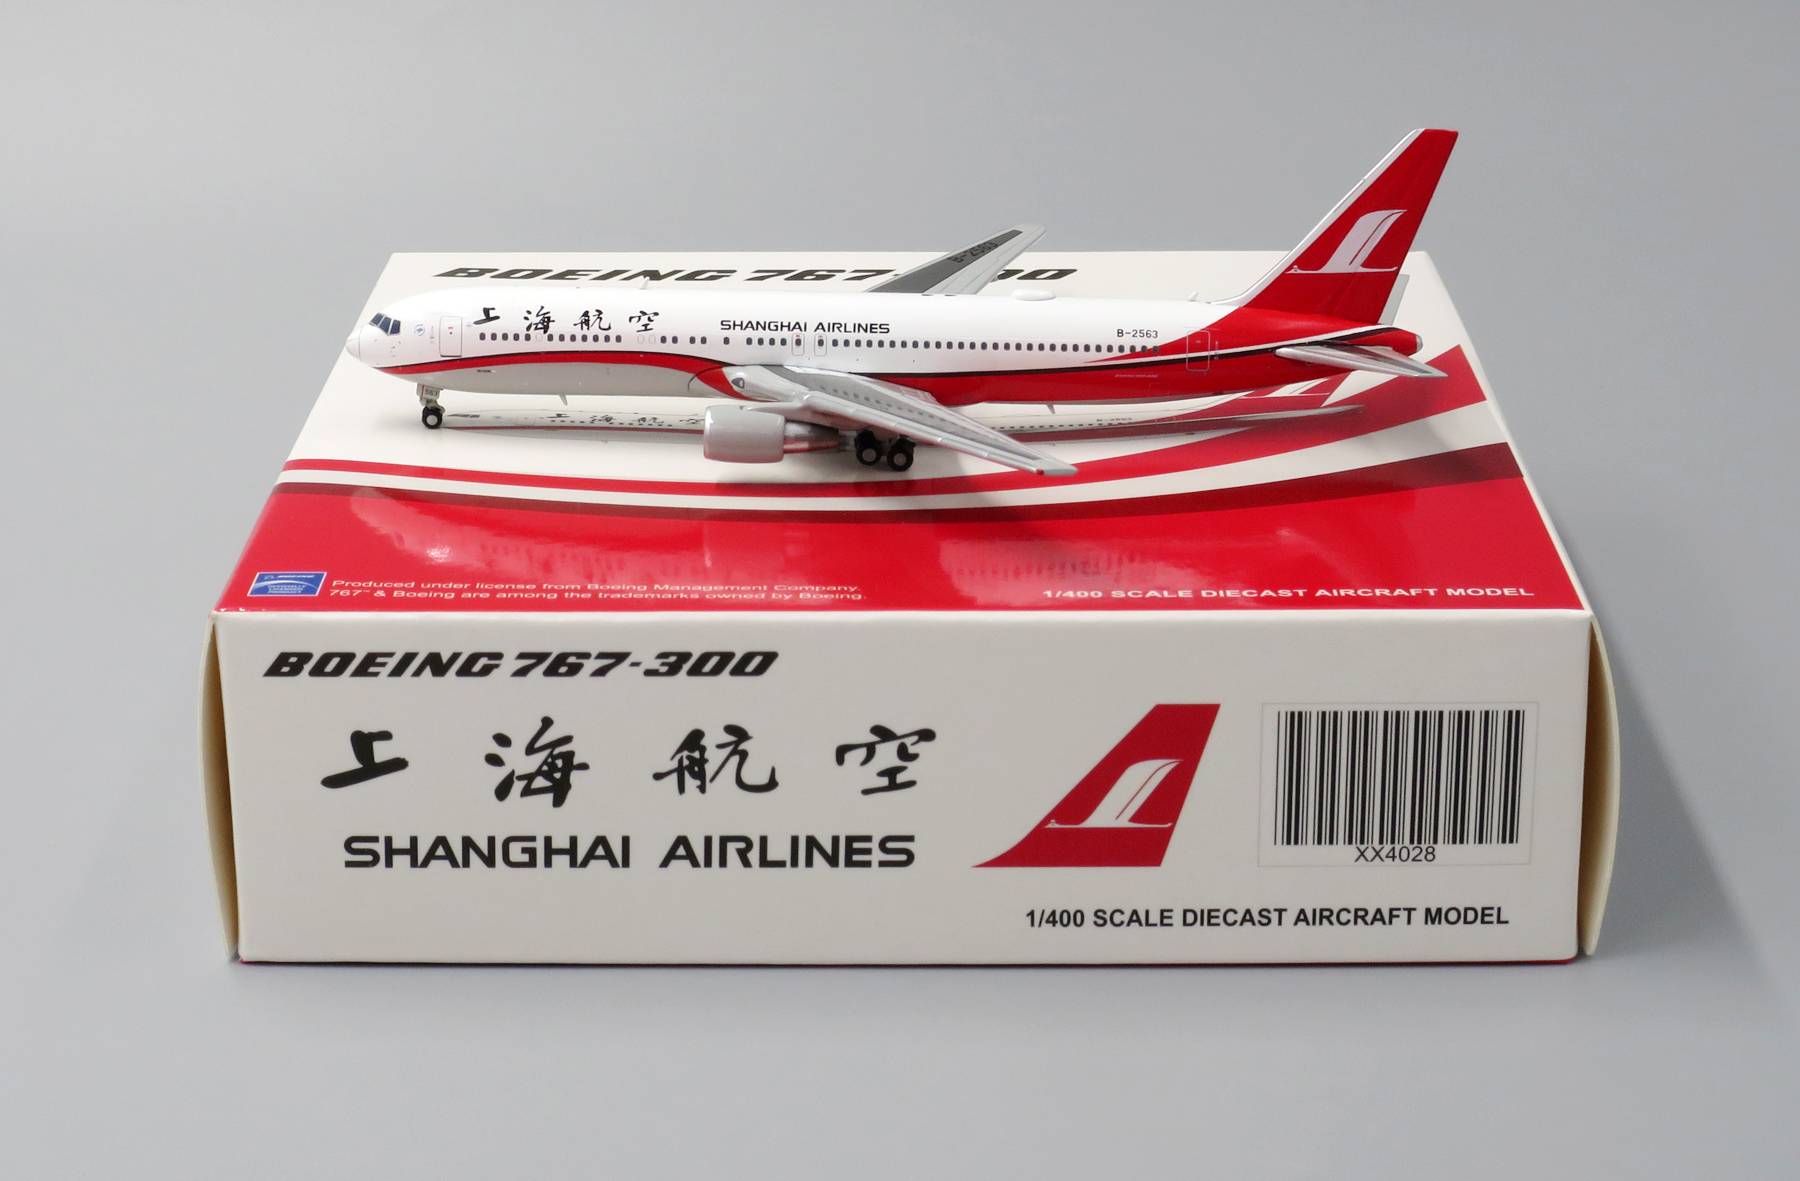 BOEING 767-300
B-2563
上海航空
SHANGHAI AIRLINES
B-2563
BOEING
Produced under license from Boeing Management Company.
767™ & Boeing are among the trademarks owned by Boeing.
1/400 SCALE DIECAST AIRCRAFT MODEL
BOEING 767-300
上海航空
SHANGHAI AIRLINES
XX4028
1/400 SCALE DIECAST AIRCRAFT MODEL